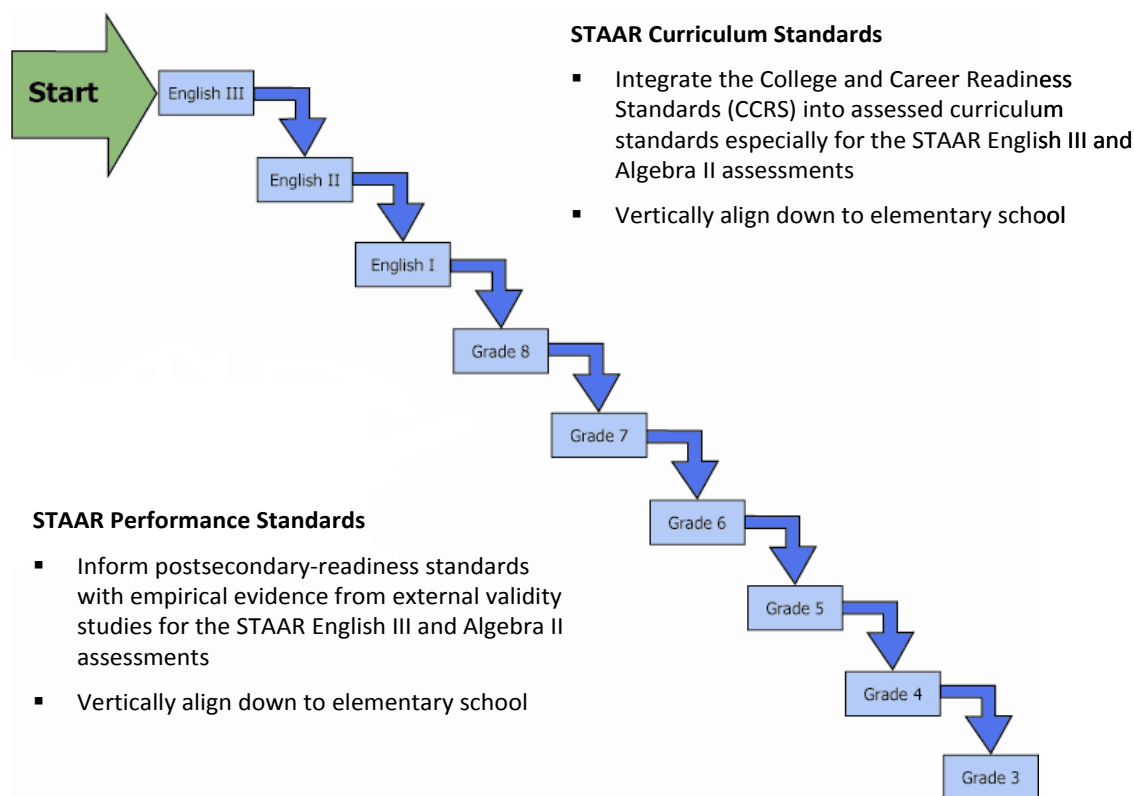 STAAR Curriculum Standards
▪ Integrate the College and Career Readiness
Standards (CCRS) into assessed curriculum
standards especially for the STAAR English III and
Algebra II assessments
▪ Vertically align down to elementary school
Start
English III
English II
English I
Grade 8
Grade 7
Grade 6
Grade 5
Grade 4
Grade 3
STAAR Performance Standards
▪ Inform postsecondary-readiness standards
with empirical evidence from external validity
studies for the STAAR English III and Algebra II
assessments
▪ Vertically align down to elementary school